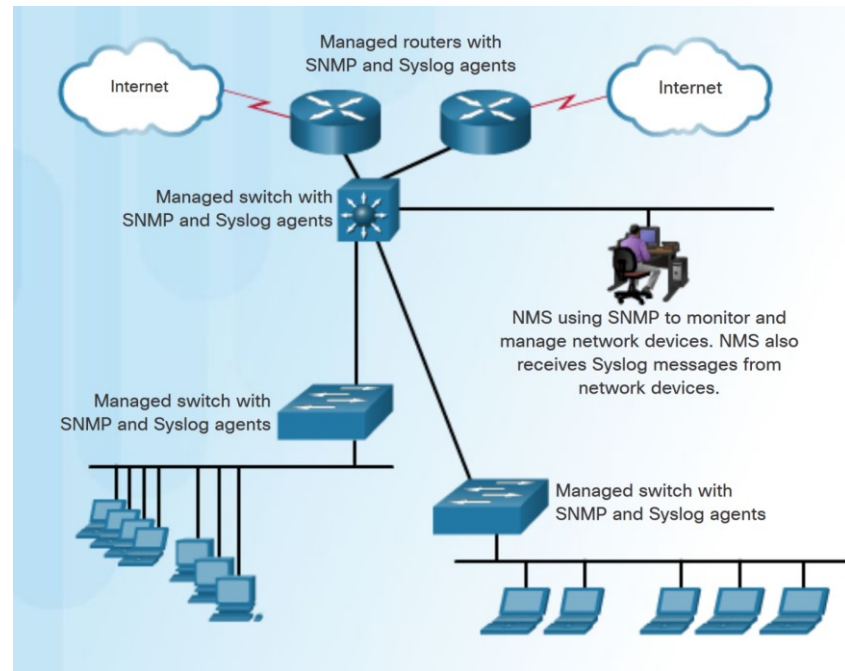 Managed routers with
SNMP and Syslog agents
Internet
Internet
Managed switch with
SNMP and Syslog agents
NMS using SNMP to monitor and
manage network devices. NMS also
receives Syslog messages from
network devices.
Managed switch with
SNMP and Syslog agents
Managed switch with
SNMP and Syslog agents